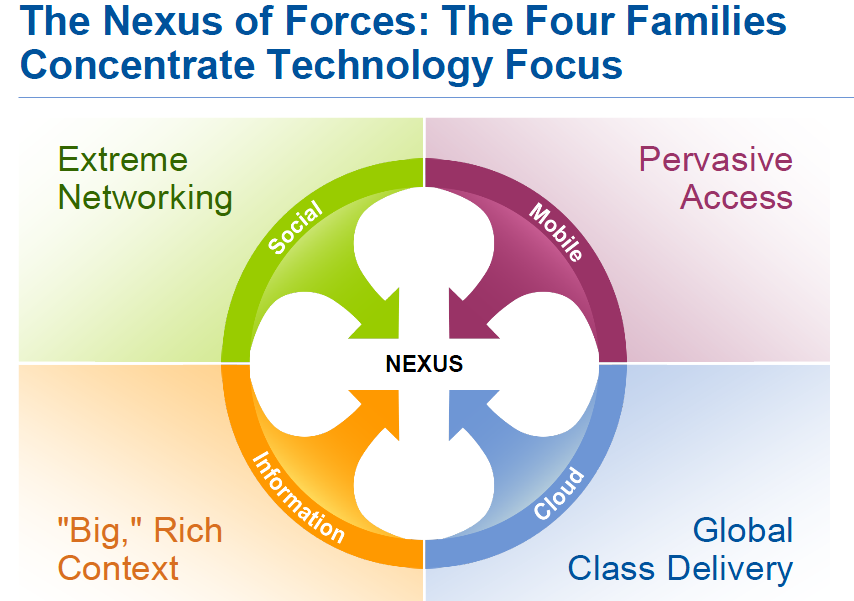 The Nexus of Forces: The Four Families
Concentrate Technology Focus
Extreme
Networking
Pervasive
Access
Social
Mobile
NEXUS
Information
Cloud
"Big," Rich
Context
Global
Class Delivery